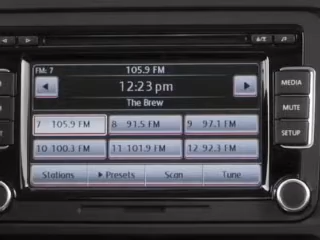 FM: 7 105.9 FM
12:23 pm
The Brew
MEDIA
7 105.9 FM 8 91.5 FM 9 97.1 FM
MUTE
10 100.3 FM 11 101.9 FM 12 92.3 FM
SETUP
Stations Presets Scan Tune